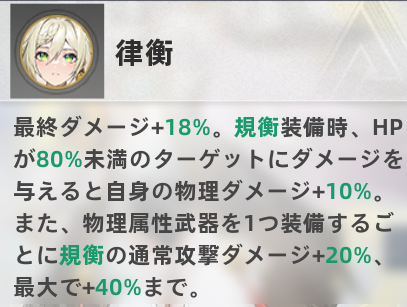 律衡
最終ダメージ+18%。規衡装備時、HP
が80%未満のターゲットにダメージを
与えると自身の物理ダメージ+10%。
また、物理属性武器を1つ装備するご
とに規衡の通常攻撃ダメージ+20%、
最大で+40%まで。